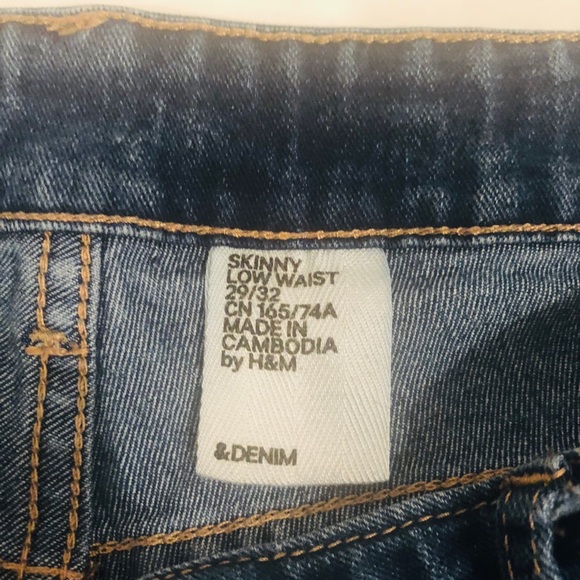 SKINNY
LOW WAIST
29/32
CN 165/74A
MADE IN
CAMBODIA
by H&M
&DENIM